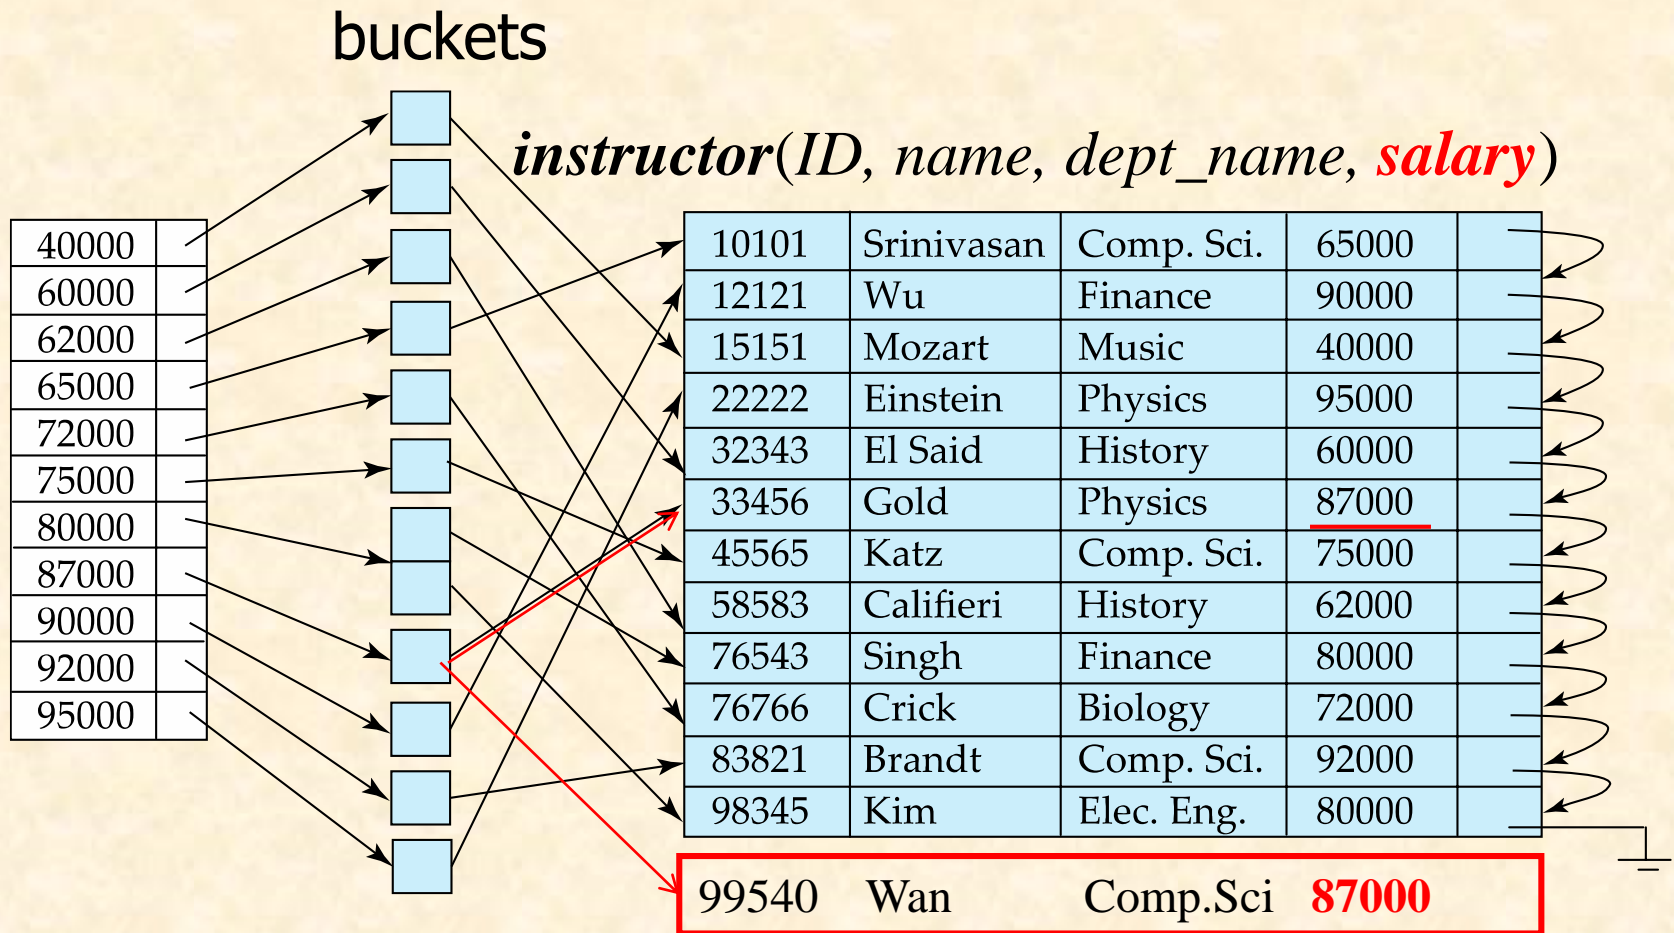 buckets
instructor(ID, name, dept_name, salary)
40000
60000
62000
65000
72000
75000
80000
87000
90000
92000
95000
10101 Srinivasan Comp. Sci. 65000
12121 Wu Finance 90000
15151 Mozart Music 40000
22222 Einstein Physics 95000
32343 El Said History 60000
33456 Gold Physics 87000
45565 Katz Comp. Sci. 75000
58583 Califieri History 62000
76543 Singh Finance 80000
76766 Crick Biology 72000
83821 Brandt Comp. Sci. 92000
98345 Kim Elec. Eng. 80000
99540 Wan Comp.Sci 87000